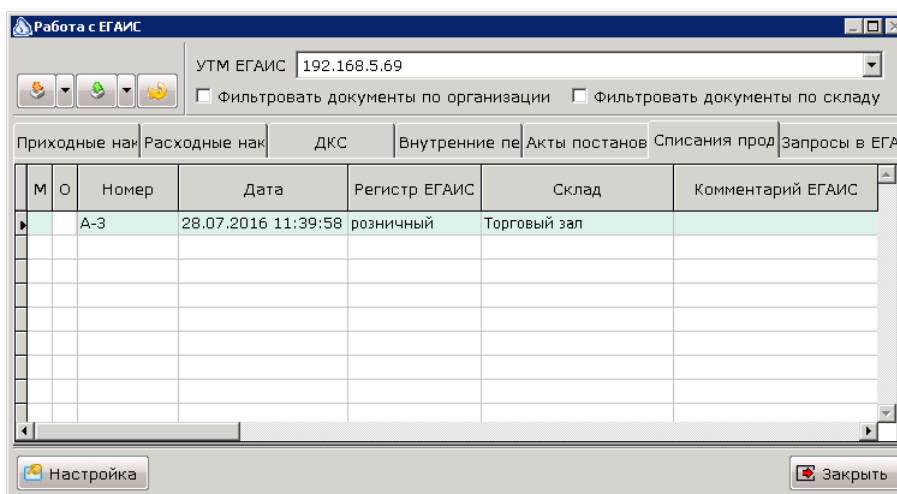 Работа с ЕГАИС
УТМ ЕГАИС 192.168.5.69
Фильтровать документы по организации Фильтровать документы по складу
Приходные нак Расходные нак ДКС Внутренние пе Акты постанов Списания прод Запросы в ЕГА
М О Номер Дата Регистр ЕГАИС Склад Комментарий ЕГАИС
А-3 28.07.2016 11:39:58 розничный Торговый зал
Настройка Закрыть